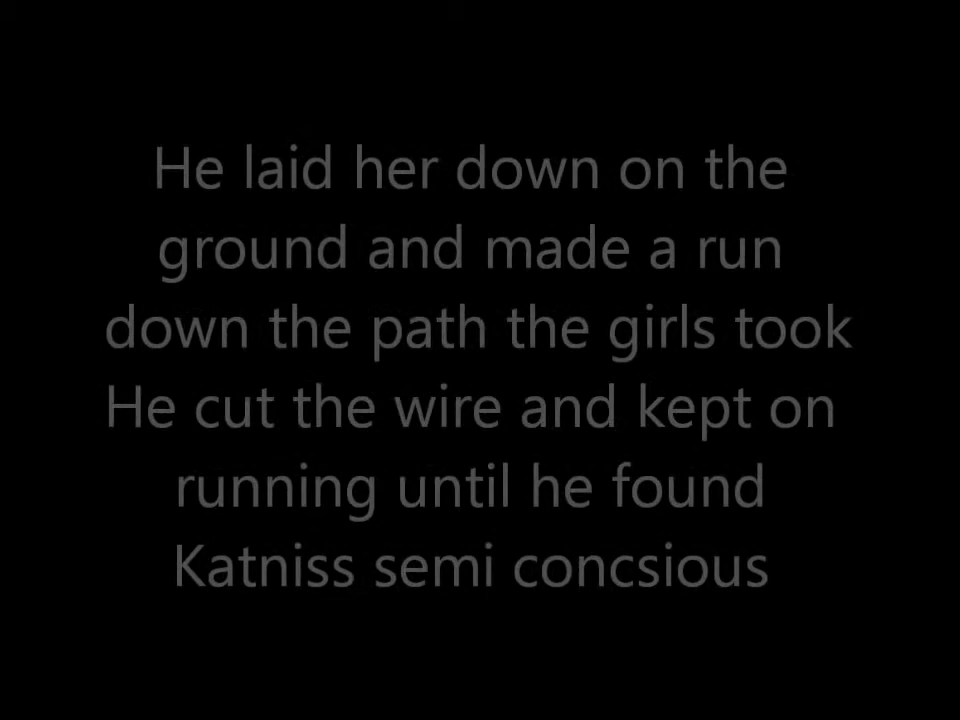 He laid her down on the
ground and made a run
down the path the girls took
He cut the wire and kept on
running until he found
Katniss semi concsious